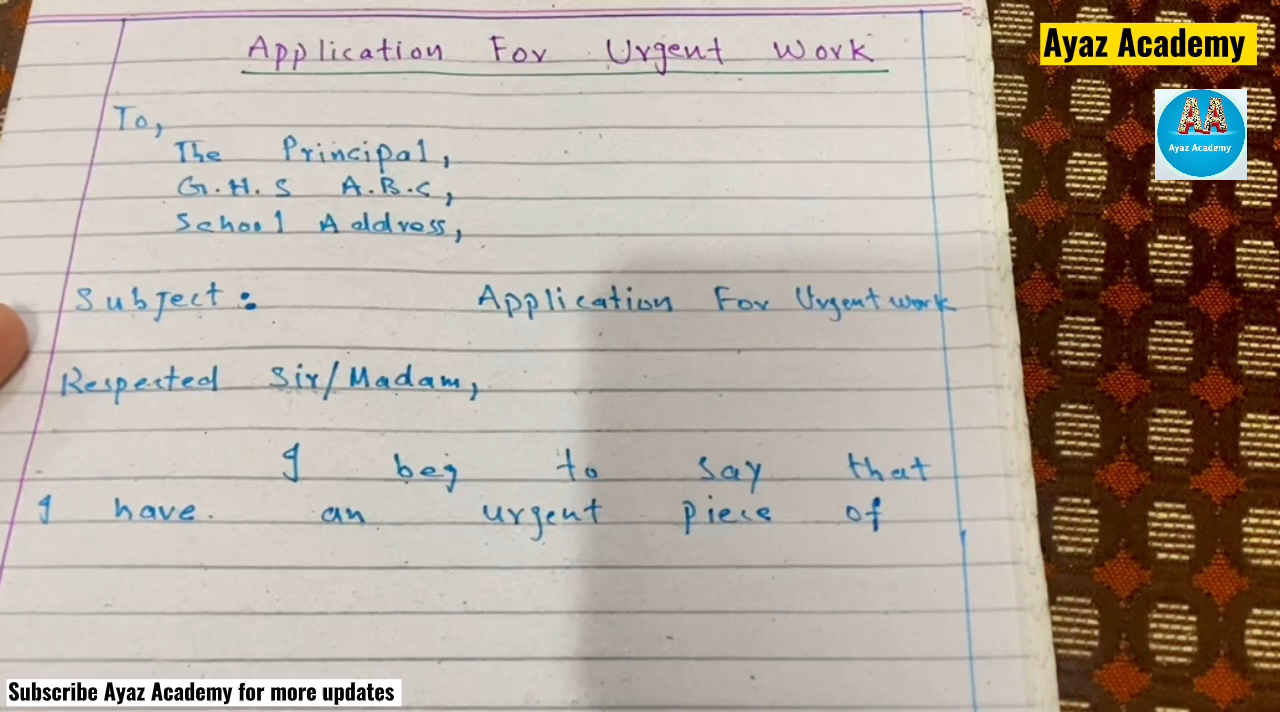 Application For Urgent Work
To,
The Principal,
G.H.S A.B.C,
School Address,
Subject: Application For Urgent work
Respected Sir/Madam,
I beg to say that
I have. an urgent piece of
Ayaz Academy
AA
Ayaz Academy
Subscribe Ayaz Academy for more updates